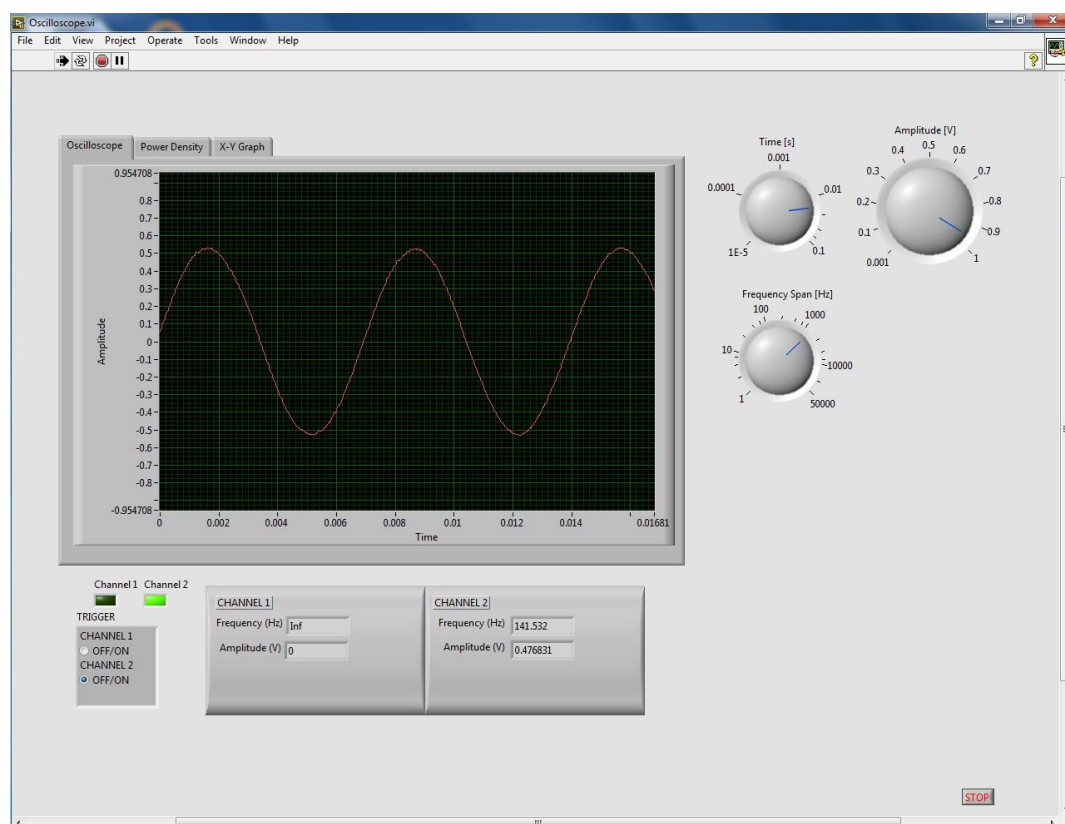 Oscilloscope.vi
File Edit View Project Operate Tools Window Help
Oscilloscope Power Density X-Y Graph
Amplitude
0.954708
0.8
0.7
0.6
0.5
0.4
0.3
0.2
0.1
0
-0.1
-0.2
-0.3
-0.4
-0.5
-0.6
-0.7
-0.8
-0.954708
0 0.002 0.004 0.006 0.008 0.01 0.012 0.014 0.01681
Time
Time [s]
1E-5 0.0001 0.001 0.01 0.1
Amplitude [V]
0.001 0.1 0.2 0.3 0.4 0.5 0.6 0.7 0.8 0.9 1
Frequency Span [Hz]
1 10 100 1000 10000 50000
Channel 1 Channel 2
TRIGGER
CHANNEL 1
OFF/ON
CHANNEL 2
OFF/ON
CHANNEL 1
Frequency (Hz) Inf
Amplitude (V) 0
CHANNEL 2
Frequency (Hz) 141.532
Amplitude (V) 0.476831
STOP